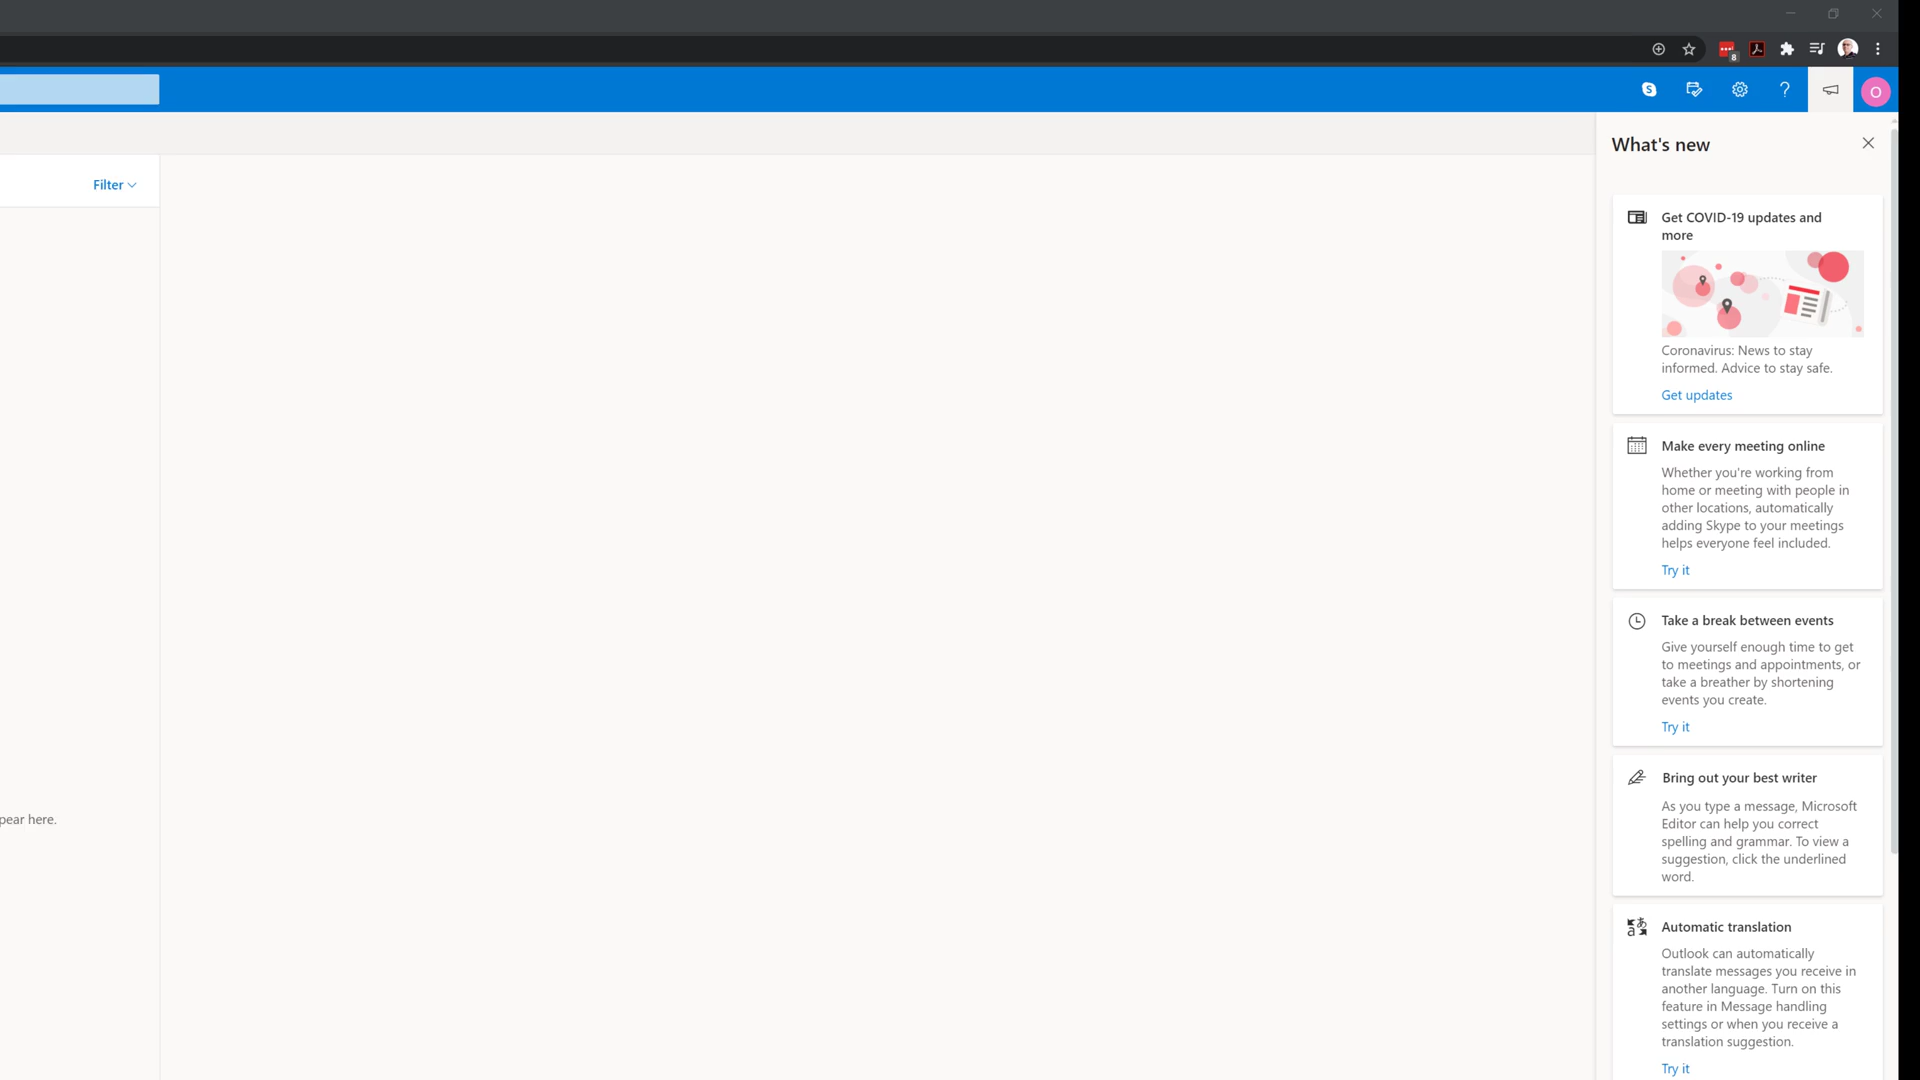 8
O
What's new
Filter
Get COVID-19 updates and
more
Coronavirus: News to stay
informed. Advice to stay safe.
Get updates
Make every meeting online
Whether you're working from
home or meeting with people in
other locations, automatically
adding Skype to your meetings
helps everyone feel included.
Try it
Take a break between events
Give yourself enough time to get
to meetings and appointments, or
take a breather by shortening
events you create.
Try it
Bring out your best writer
As you type a message, Microsoft
Editor can help you correct
spelling and grammar. To view a
suggestion, click the underlined
word.
pear here.
Automatic translation
Outlook can automatically
translate messages you receive in
another language. Turn on this
feature in Message handling
settings or when you receive a
translation suggestion.
Try it